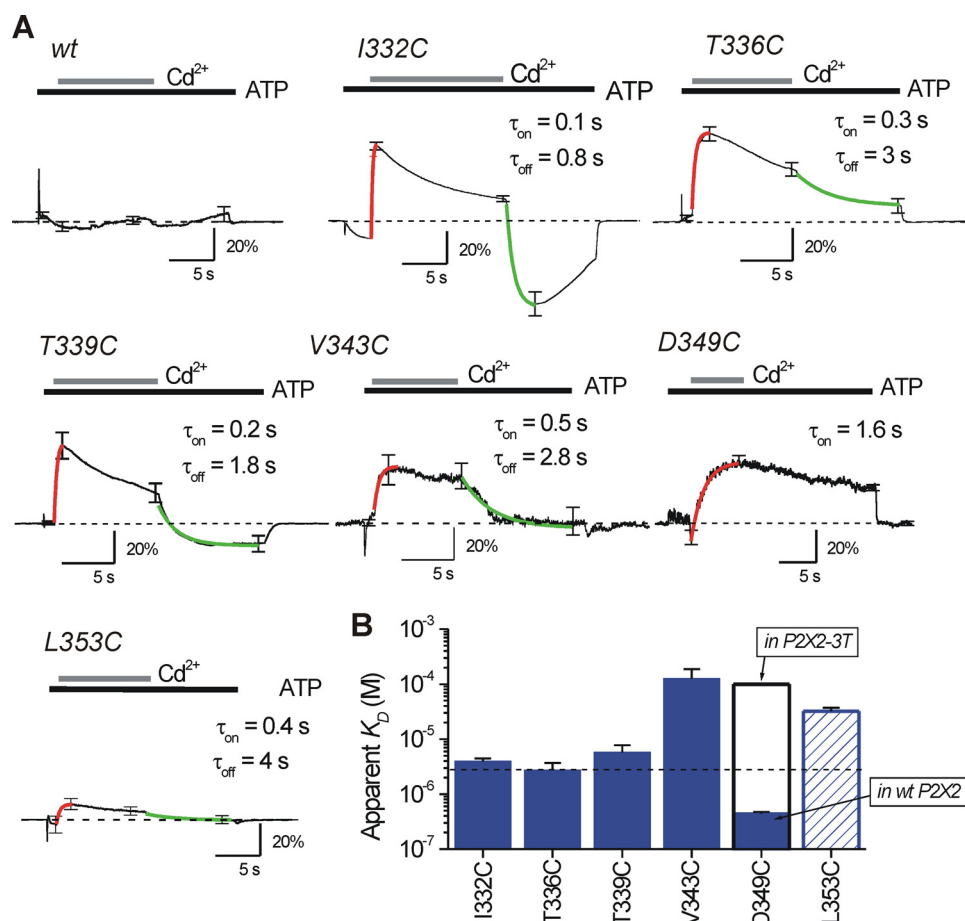 A
wt
Cd2+
ATP
20%
5 s
I332C
Cd2+
ATP
τon = 0.1 s
τoff = 0.8 s
20%
5 s
T336C
Cd2+
ATP
τon = 0.3 s
τoff = 3 s
20%
5 s
T339C
Cd2+
ATP
τon = 0.2 s
τoff = 1.8 s
20%
5 s
V343C
Cd2+
ATP
τon = 0.5 s
τoff = 2.8 s
20%
5 s
D349C
Cd2+
ATP
τon = 1.6 s
20%
5 s
L353C
Cd2+
ATP
τon = 0.4 s
τoff = 4 s
20%
5 s
B
Apparent KD (M)
10-3
10-4
10-5
10-6
10-7
in P2X2-3T
in wt P2X2
I332C
T336C
T339C
V343C
D349C
L353C